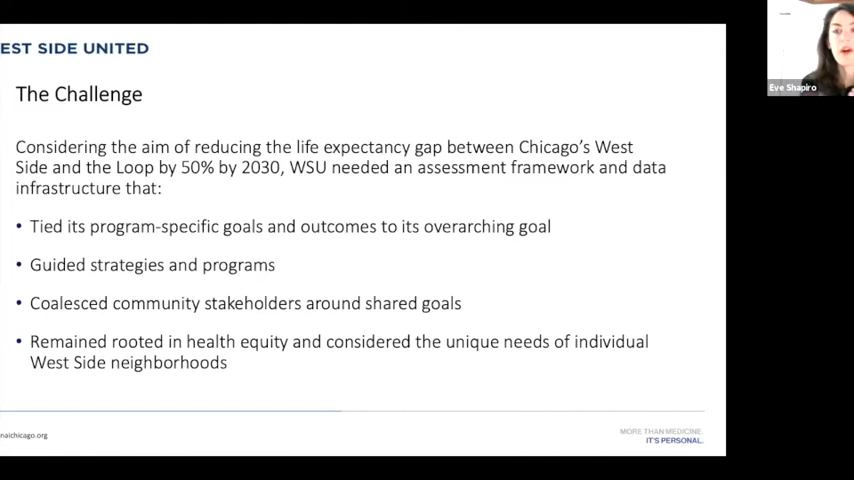 EST SIDE UNITED
Eve Shapiro
The Challenge
Considering the aim of reducing the life expectancy gap between Chicago's West
Side and the Loop by 50% by 2030, WSU needed an assessment framework and data
infrastructure that:
• Tied its program-specific goals and outcomes to its overarching goal
• Guided strategies and programs
• Coalesced community stakeholders around shared goals
• Remained rooted in health equity and considered the unique needs of individual
West Side neighborhoods
naichicago.org
MORE THAN MEDICINE.
IT'S PERSONAL.